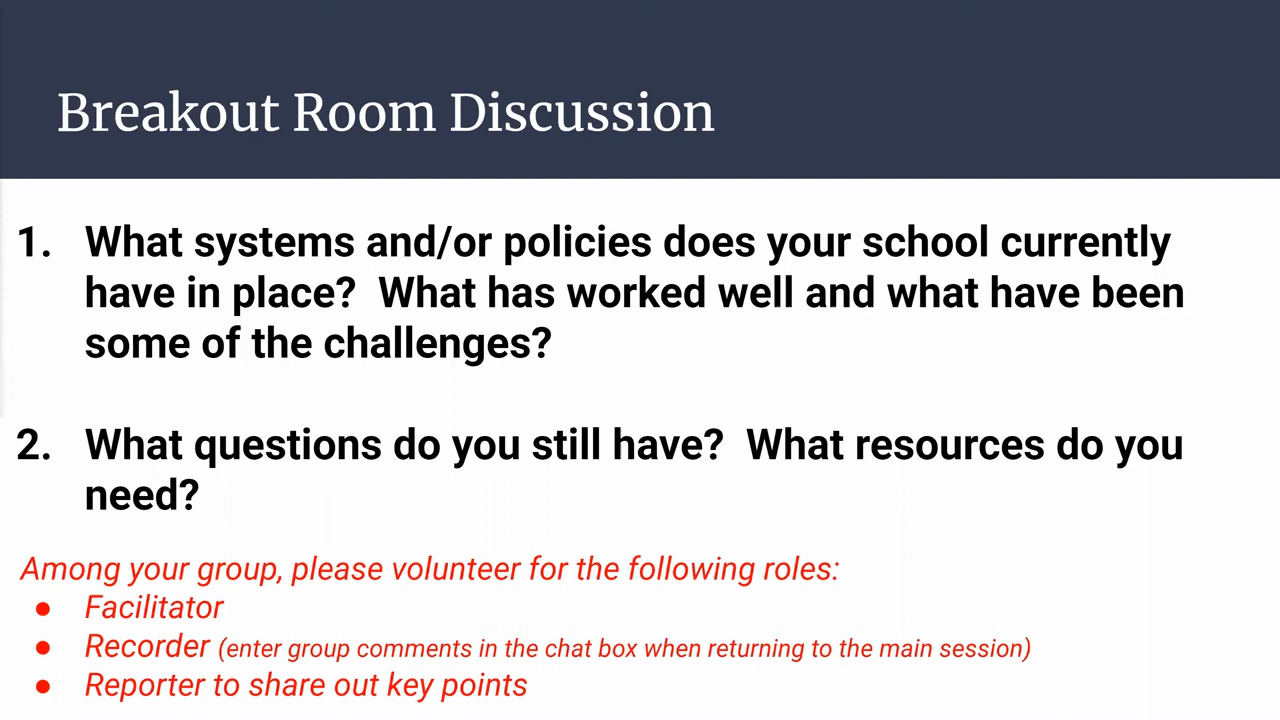 Breakout Room Discussion
1. What systems and/or policies does your school currently
have in place?  What has worked well and what have been
some of the challenges?
2. What questions do you still have?  What resources do you
need?
Among your group, please volunteer for the following roles:
● Facilitator
● Recorder (enter group comments in the chat box when returning to the main session)
● Reporter to share out key points